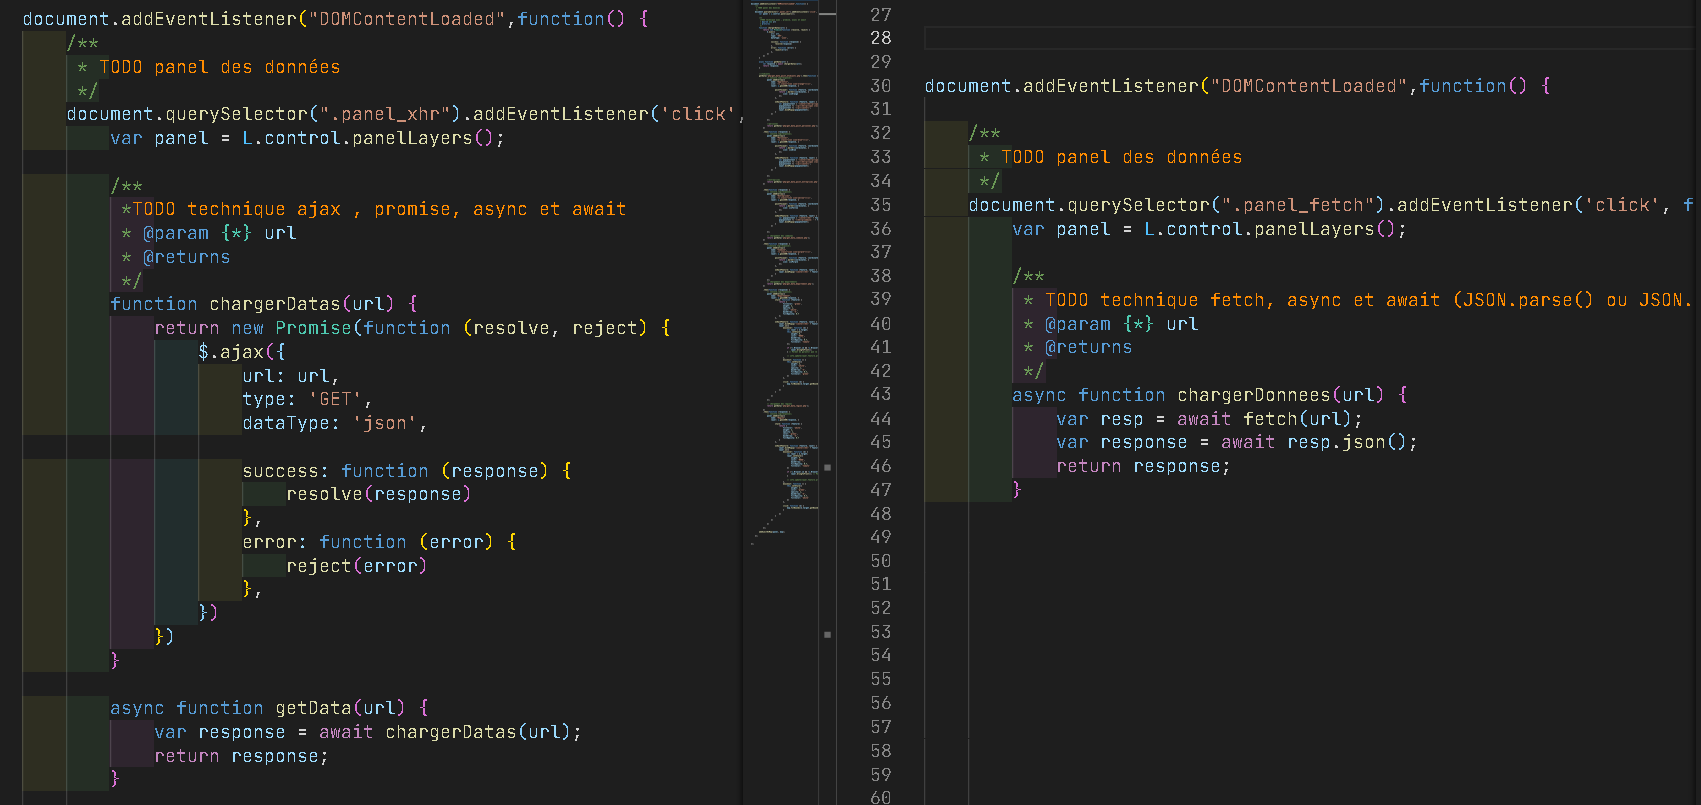 document.addEventListener("DOMContentLoaded",function() {
/**
* TODO panel des données
*/
document.querySelector(".panel_xhr").addEventListener('click',
var panel = L.control.panelLayers();
/**
*TODO technique ajax , promise, async et await
* @param {*} url
* @returns
*/
function chargerDatas(url) {
return new Promise(function (resolve, reject) {
$.ajax({
url: url,
type: 'GET',
dataType: 'json',
success: function (response) {
resolve(response)
},
error: function (error) {
reject(error)
},
})
})
}
async function getData(url) {
var response = await chargerDatas(url);
return response;
}
27
28
29
30 document.addEventListener("DOMContentLoaded",function() {
31
32 /**
33 * TODO panel des données
34 */
35 document.querySelector(".panel_fetch").addEventListener('click', f
36 var panel = L.control.panelLayers();
37
38 /**
39 * TODO technique fetch, async et await (JSON.parse() ou JSON.
40 * @param {*} url
41 * @returns
42 */
43 async function chargerDonnees(url) {
44 var resp = await fetch(url);
45 var response = await resp.json();
46 return response;
47 }
48
49
50
51
52
53
54
55
56
57
58
59
60